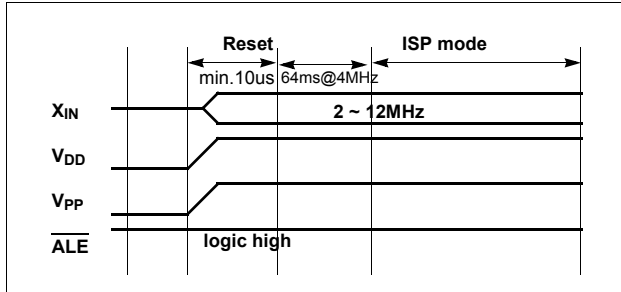 Reset ISP mode
min.10us 64ms@4MHz
XIN 2 ~ 12MHz
VDD
VPP
ALE logic high